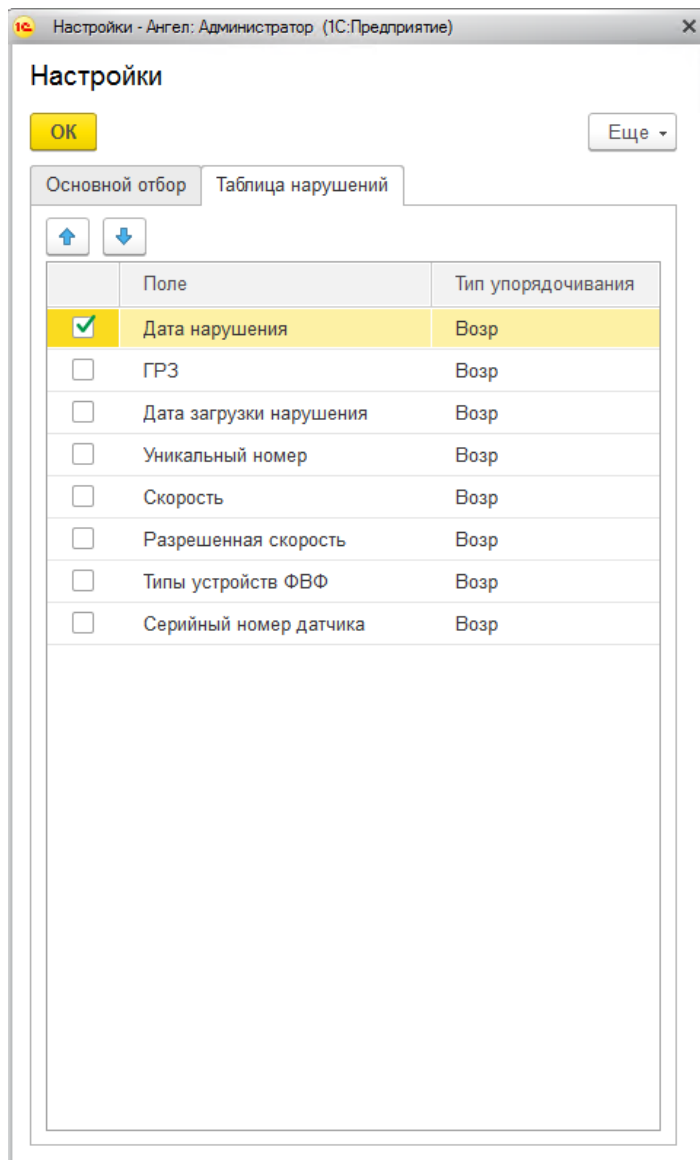 1С Настройки - Ангел: Администратор (1С:Предприятие)
Настройки
ОК Еще
Основной отбор Таблица нарушений
Поле Тип упорядочивания
Дата нарушения Возр
ГРЗ Возр
Дата загрузки нарушения Возр
Уникальный номер Возр
Скорость Возр
Разрешенная скорость Возр
Типы устройств ФВФ Возр
Серийный номер датчика Возр